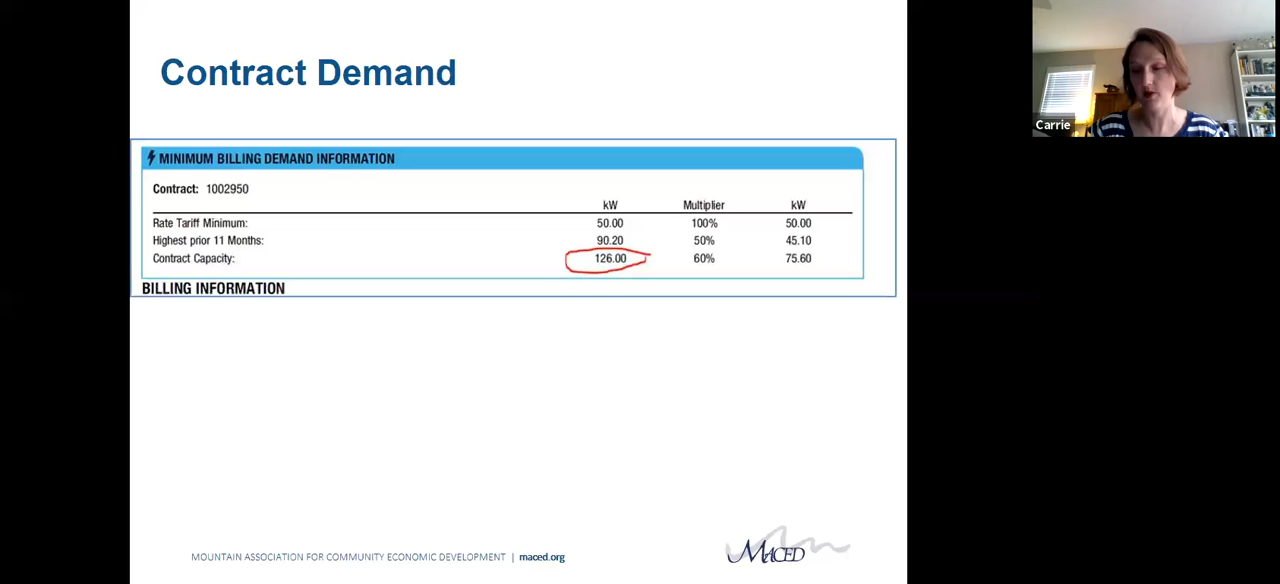 Contract Demand
MINIMUM BILLING DEMAND INFORMATION
Contract: 1002950
kW Multiplier kW
Rate Tariff Minimum: 50.00 100% 50.00
Highest prior 11 Months: 90.20 50% 45.10
Contract Capacity: 126.00 60% 75.60
BILLING INFORMATION
MOUNTAIN ASSOCIATION FOR COMMUNITY ECONOMIC DEVELOPMENT | maced.org
MACED
Carrie